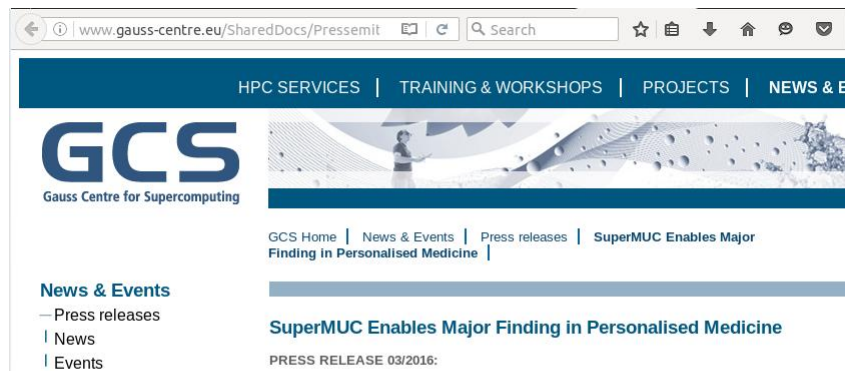 www.gauss-centre.eu/SharedDocs/Pressemit
Search
HPC SERVICES | TRAINING & WORKSHOPS | PROJECTS | NEWS & E
GCS
Gauss Centre for Supercomputing
GCS Home | News & Events | Press releases | SuperMUC Enables Major
Finding in Personalised Medicine |
News & Events
Press releases
News
Events
SuperMUC Enables Major Finding in Personalised Medicine
PRESS RELEASE 03/2016: